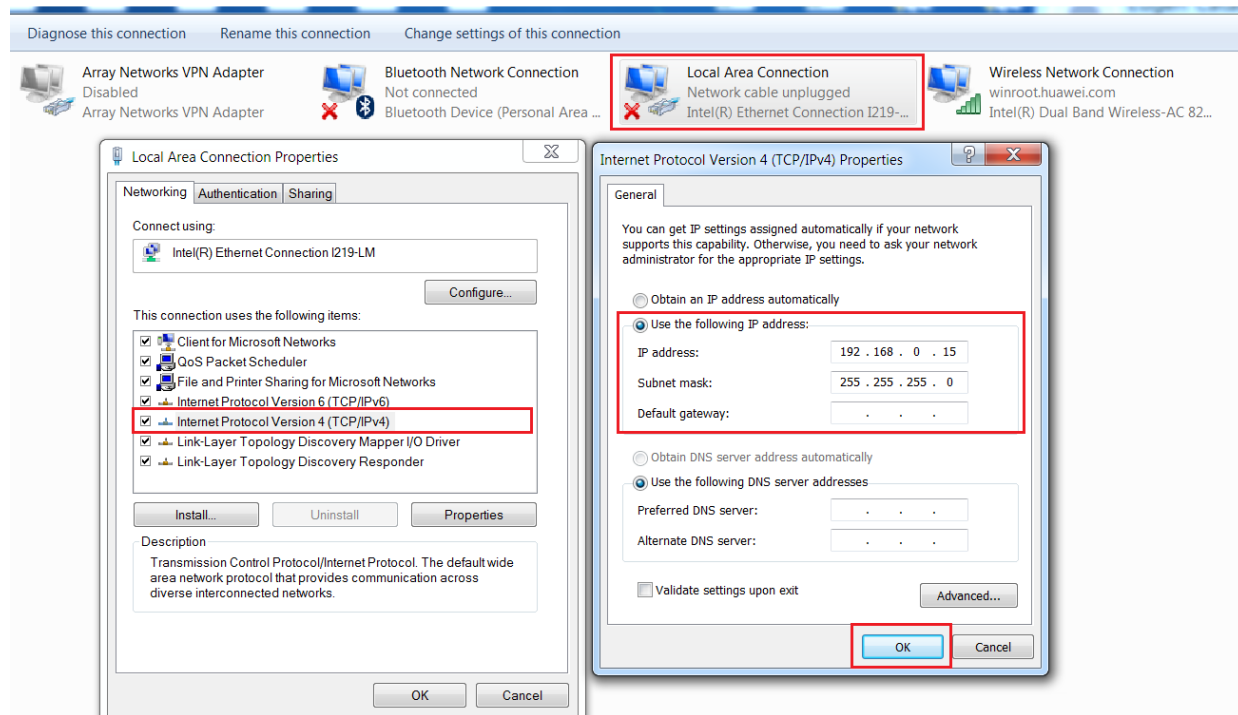 Diagnose this connection Rename this connection Change settings of this connection
Array Networks VPN Adapter
Disabled
Array Networks VPN Adapter
Bluetooth Network Connection
Not connected
Bluetooth Device (Personal Area ...
Local Area Connection
Network cable unplugged
Intel(R) Ethernet Connection I219-...
Wireless Network Connection
winroot.huawei.com
Intel(R) Dual Band Wireless-AC 82...
Local Area Connection Properties
Networking Authentication Sharing
Connect using:
Intel(R) Ethernet Connection I219-LM
Configure...
This connection uses the following items:
Client for Microsoft Networks
QoS Packet Scheduler
File and Printer Sharing for Microsoft Networks
Internet Protocol Version 6 (TCP/IPv6)
Internet Protocol Version 4 (TCP/IPv4)
Link-Layer Topology Discovery Mapper I/O Driver
Link-Layer Topology Discovery Responder
Install... Uninstall Properties
Description
Transmission Control Protocol/Internet Protocol. The default wide
area network protocol that provides communication across
diverse interconnected networks.
OK Cancel
Internet Protocol Version 4 (TCP/IPv4) Properties
General
You can get IP settings assigned automatically if your network
supports this capability. Otherwise, you need to ask your network
administrator for the appropriate IP settings.
Obtain an IP address automatically
Use the following IP address:
IP address: 192 . 168 . 0 . 15
Subnet mask: 255 . 255 . 255 . 0
Default gateway: . . .
Obtain DNS server address automatically
Use the following DNS server addresses
Preferred DNS server: . . .
Alternate DNS server: . . .
Validate settings upon exit
Advanced...
OK Cancel